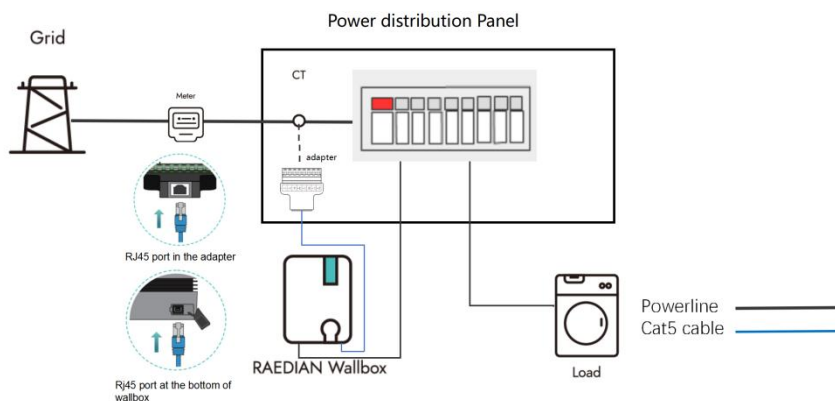 Power distribution Panel
Grid
CT
Meter
adapter
RJ45 port in the adapter
RAEDIAN Wallbox
Rj45 port at the bottom of
wallbox
Load
Powerline
Cat5 cable